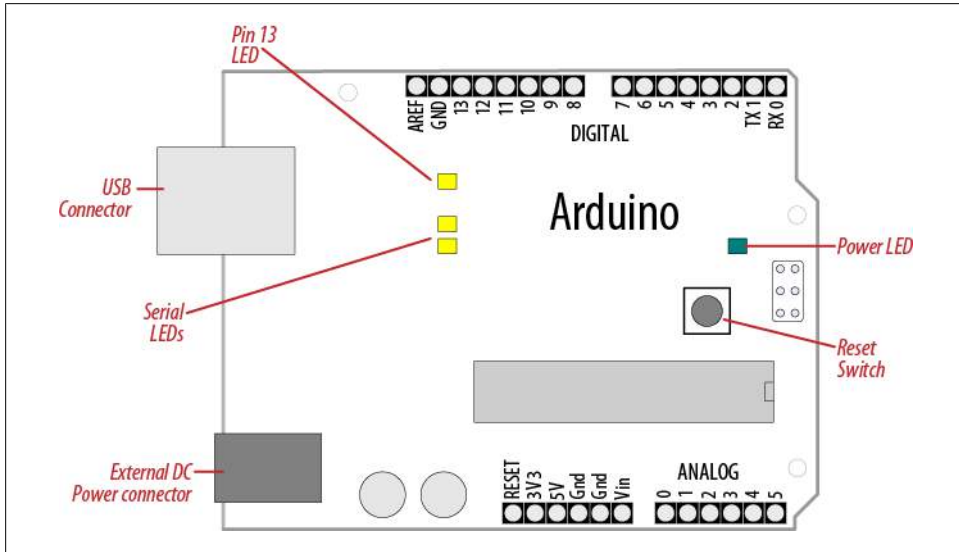 Pin 13
LED
AREF
GND
13
12
11
10
9
8
7
6
5
4
3
2
TX 1
RX 0
DIGITAL
USB
Connector
Arduino
Power LED
Serial
LEDs
Reset
Switch
External DC
Power connector
RESET
3V3
5V
Gnd
Gnd
Vin
ANALOG
0
1
2
3
4
5